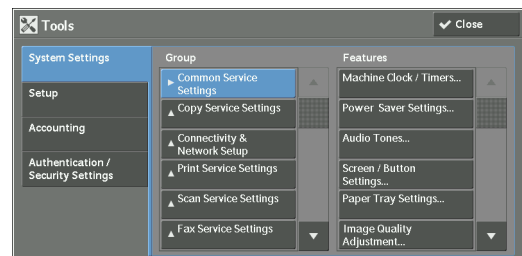 Tools
Close
System Settings
Setup
Accounting
Authentication /
Security Settings
Group
Common Service
Settings
Copy Service Settings
Connectivity &
Network Setup
Print Service Settings
Scan Service Settings
Fax Service Settings
Features
Machine Clock / Timers...
Power Saver Settings...
Audio Tones...
Screen / Button
Settings...
Paper Tray Settings...
Image Quality
Adjustment...